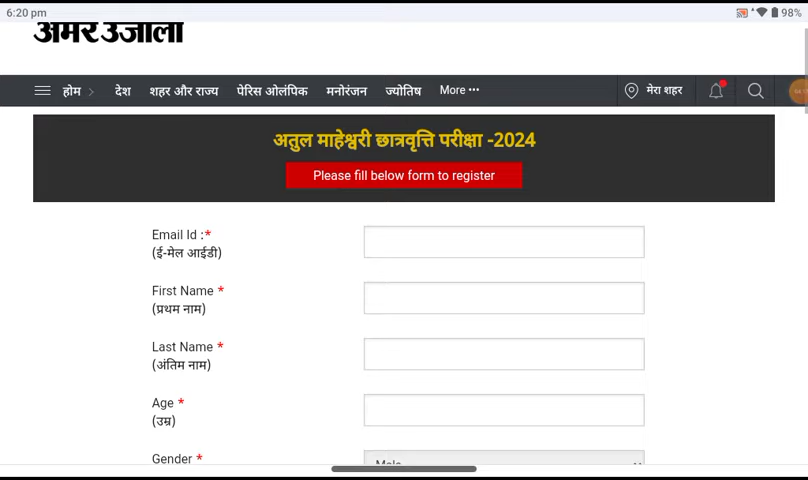 6:20 pm
98%
अमर उजाला
होम
देश
शहर और राज्य
पेरिस ओलंपिक
मनोरंजन
ज्योतिष
More •••
मेरा शहर
अतुल माहेश्वरी छात्रवृत्ति परीक्षा -2024
Please fill below form to register
Email Id :*
(ई-मेल आईडी)
First Name *
(प्रथम नाम)
Last Name *
(अंतिम नाम)
Age *
(उम्र)
Gender *
Male